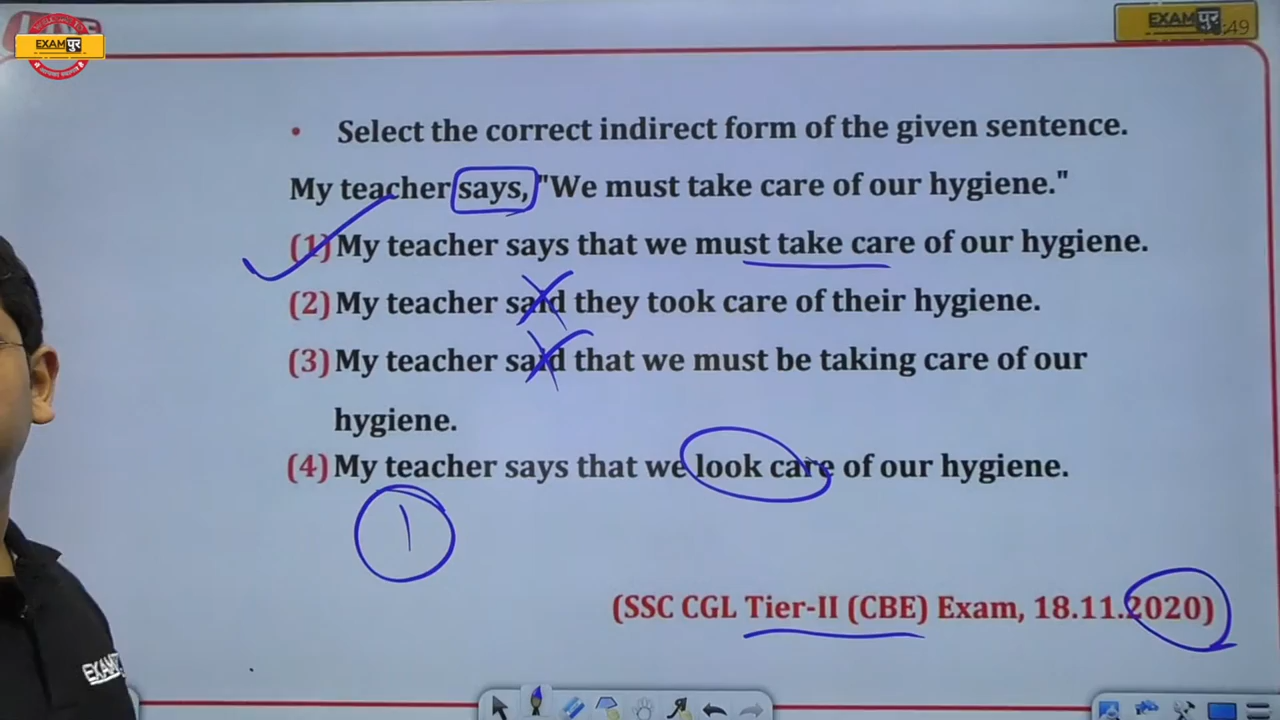 EXAMपुर
EXAMपुर
:49
• Select the correct indirect form of the given sentence.
My teacher says, "We must take care of our hygiene."
(1) My teacher says that we must take care of our hygiene.
(2) My teacher said they took care of their hygiene.
(3) My teacher said that we must be taking care of our
hygiene.
(4) My teacher says that we look care of our hygiene.
1
(SSC CGL Tier-II (CBE) Exam, 18.11.2020)
EXAM